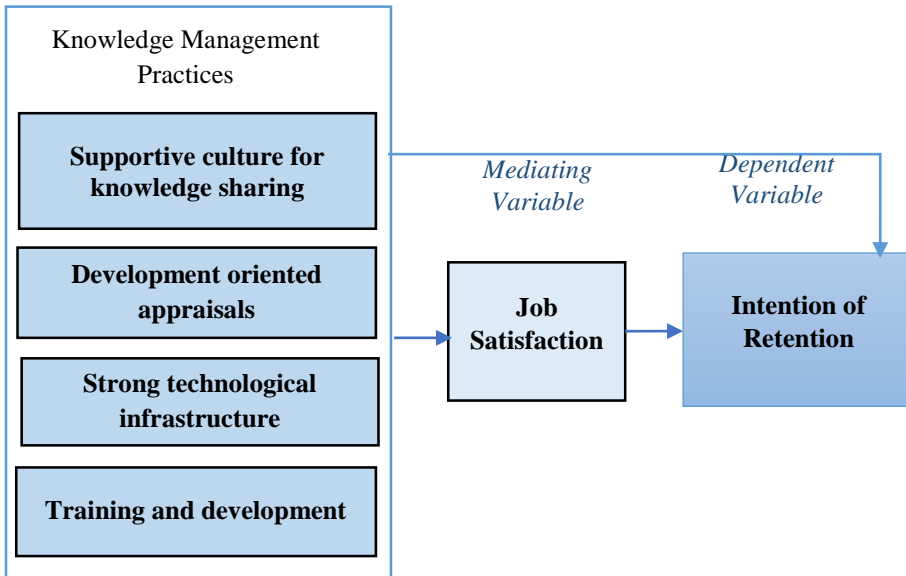 Knowledge Management
Practices
Supportive culture for
knowledge sharing
Development oriented
appraisals
Strong technological
infrastructure
Training and development
Mediating
Variable
Job
Satisfaction
Dependent
Variable
Intention of
Retention